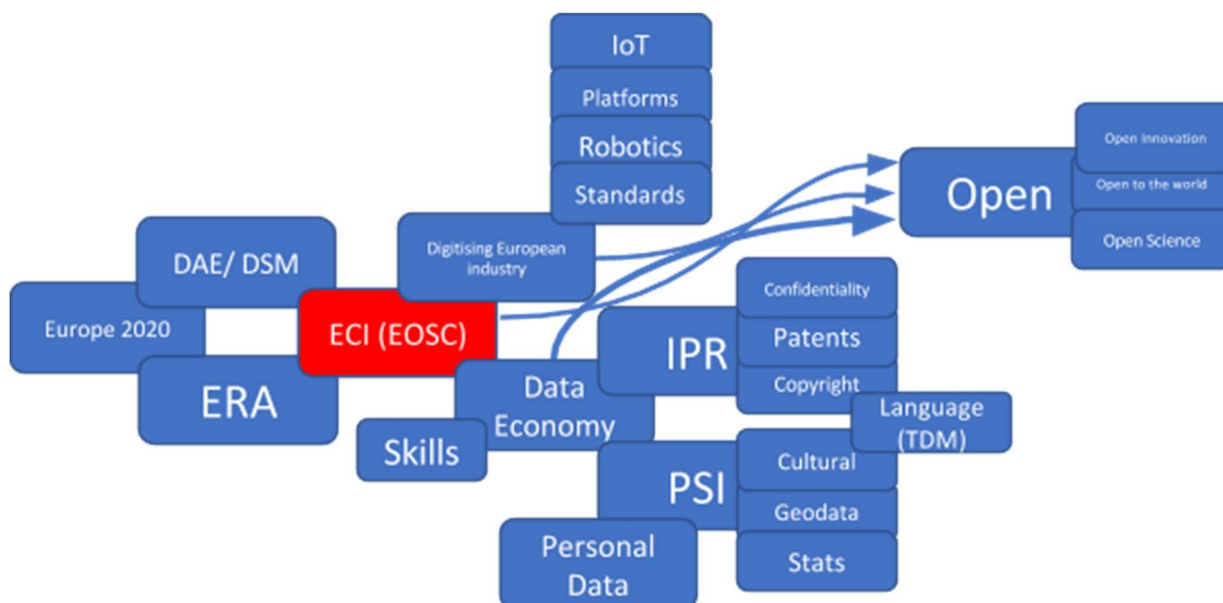 IoT
Platforms
Robotics
Standards
Open Innovation
Open
Open to the world
Open Science
DAE/ DSM
Digitising European
industry
Europe 2020
ECI (EOSC)
ERA
Confidentiality
IPR
Patents
Copyright
Data
Economy
Skills
Language
(TDM)
Cultural
PSI
Geodata
Stats
Personal
Data